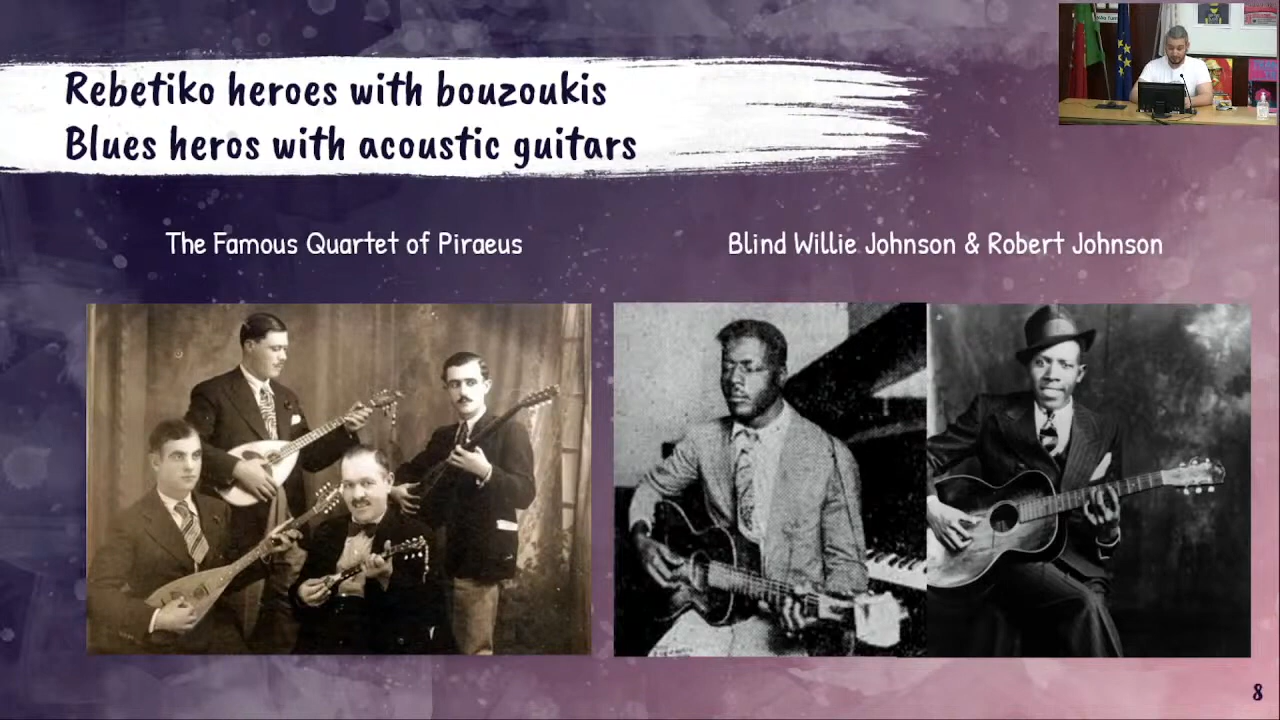 Rebetiko heroes with bouzoukis
Blues heros with acoustic guitars
The Famous Quartet of Piraeus
Blind Willie Johnson & Robert Johnson
8